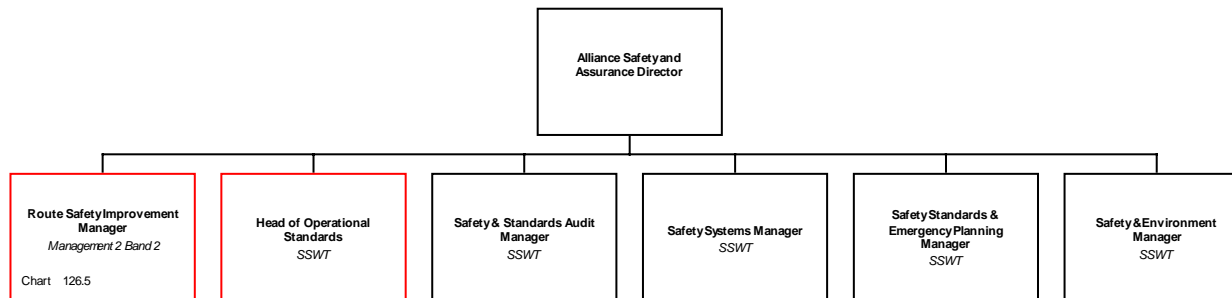 Alliance Safety and
Assurance Director
Route Safety Improvement
Manager
Management 2 Band 2
Chart 126.5
Head of Operational
Standards
SSWT
Safety & Standards Audit
Manager
SSWT
Safety Systems Manager
SSWT
Safety Standards &
Emergency Planning
Manager
SSWT
Safety & Environment
Manager
SSWT